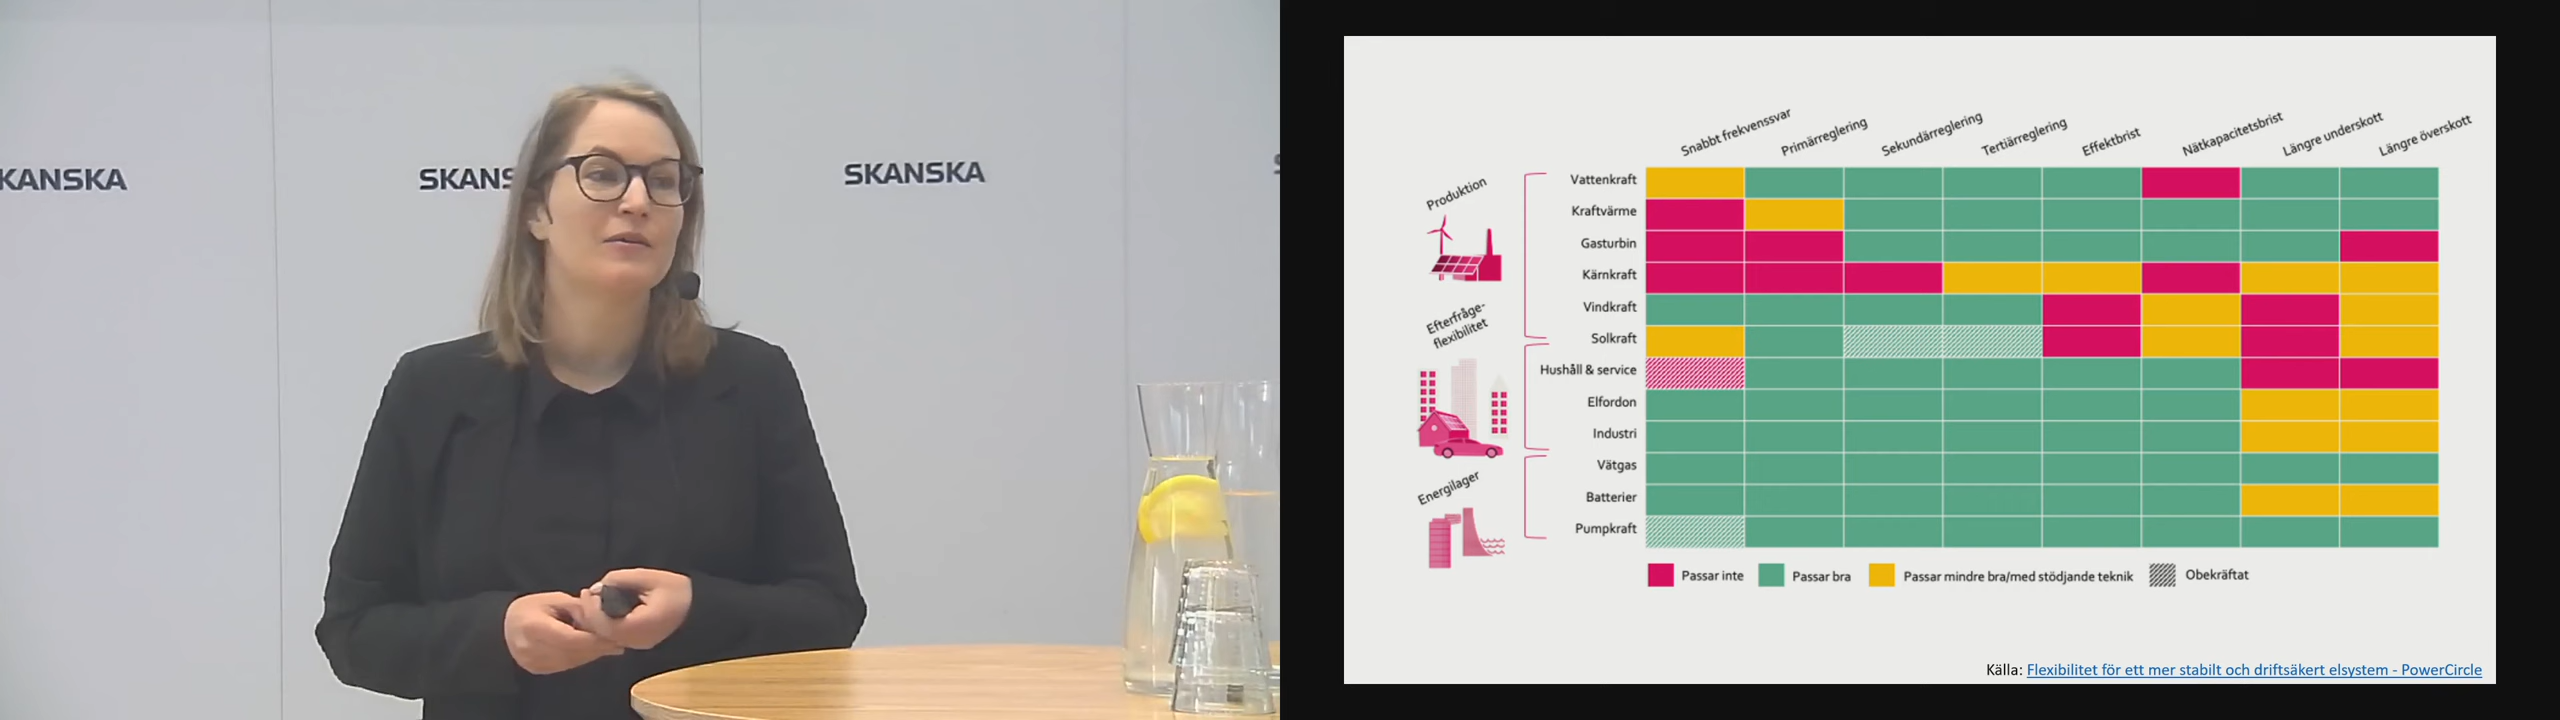 KANSKA
SKANS
SKANSKA
S
Snabbt frekvenssvar
Primärreglering
Sekundärreglering
Tertiärreglering
Effektbrist
Nätkapacitetsbrist
Längre underskott
Längre överskott
Produktion
Efterfråge-
flexibilitet
Energilager
Vattenkraft
Kraftvärme
Gasturbin
Kärnkraft
Vindkraft
Solkraft
Hushåll & service
Elfordon
Industri
Vätgas
Batterier
Pumpkraft
Passar inte
Passar bra
Passar mindre bra/med stödjande teknik
Obekräftat
Källa: Flexibilitet för ett mer stabilt och driftsäkert elsystem - PowerCircle